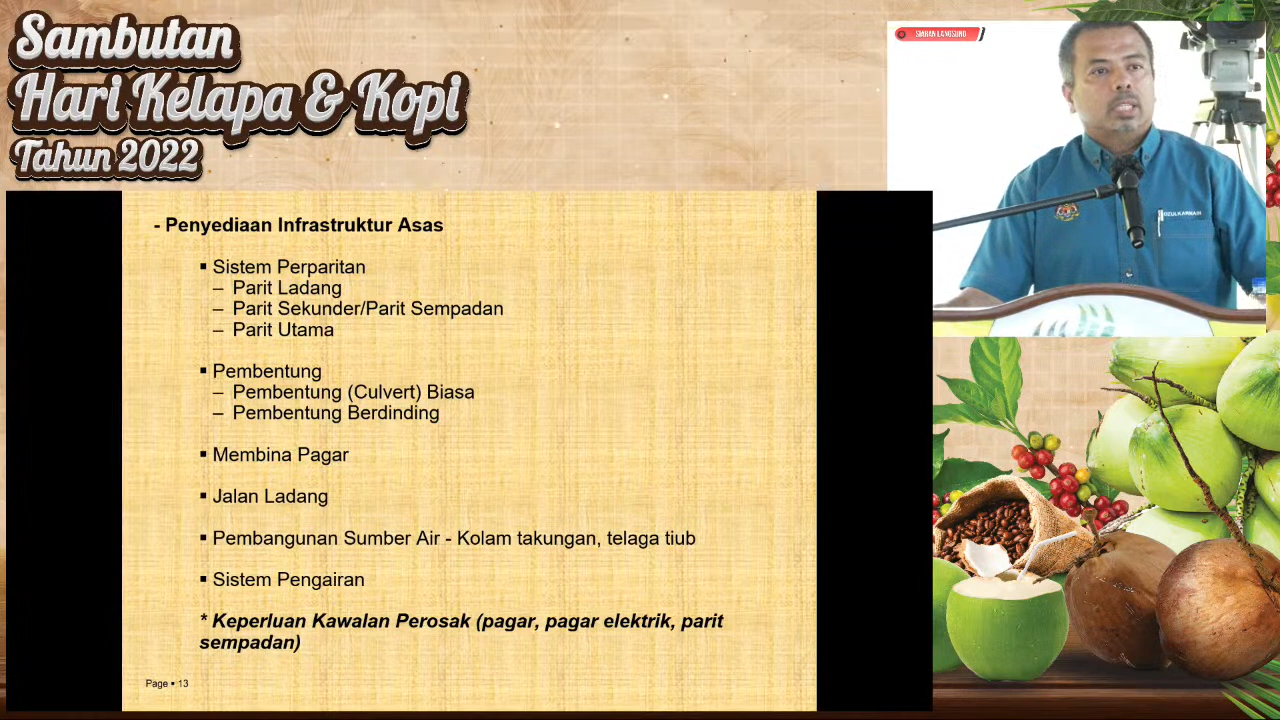 Sambutan
Hari Kelapa & Kopi
Tahun 2022
SIARAN LANGSUNG
- Penyediaan Infrastruktur Asas
▪ Sistem Perparitan
– Parit Ladang
– Parit Sekunder/Parit Sempadan
– Parit Utama
▪ Pembentung
– Pembentung (Culvert) Biasa
– Pembentung Berdinding
▪ Membina Pagar
▪ Jalan Ladang
▪ Pembangunan Sumber Air - Kolam takungan, telaga tiub
▪ Sistem Pengairan
* Keperluan Kawalan Perosak (pagar, pagar elektrik, parit
sempadan)
Page ▪ 13